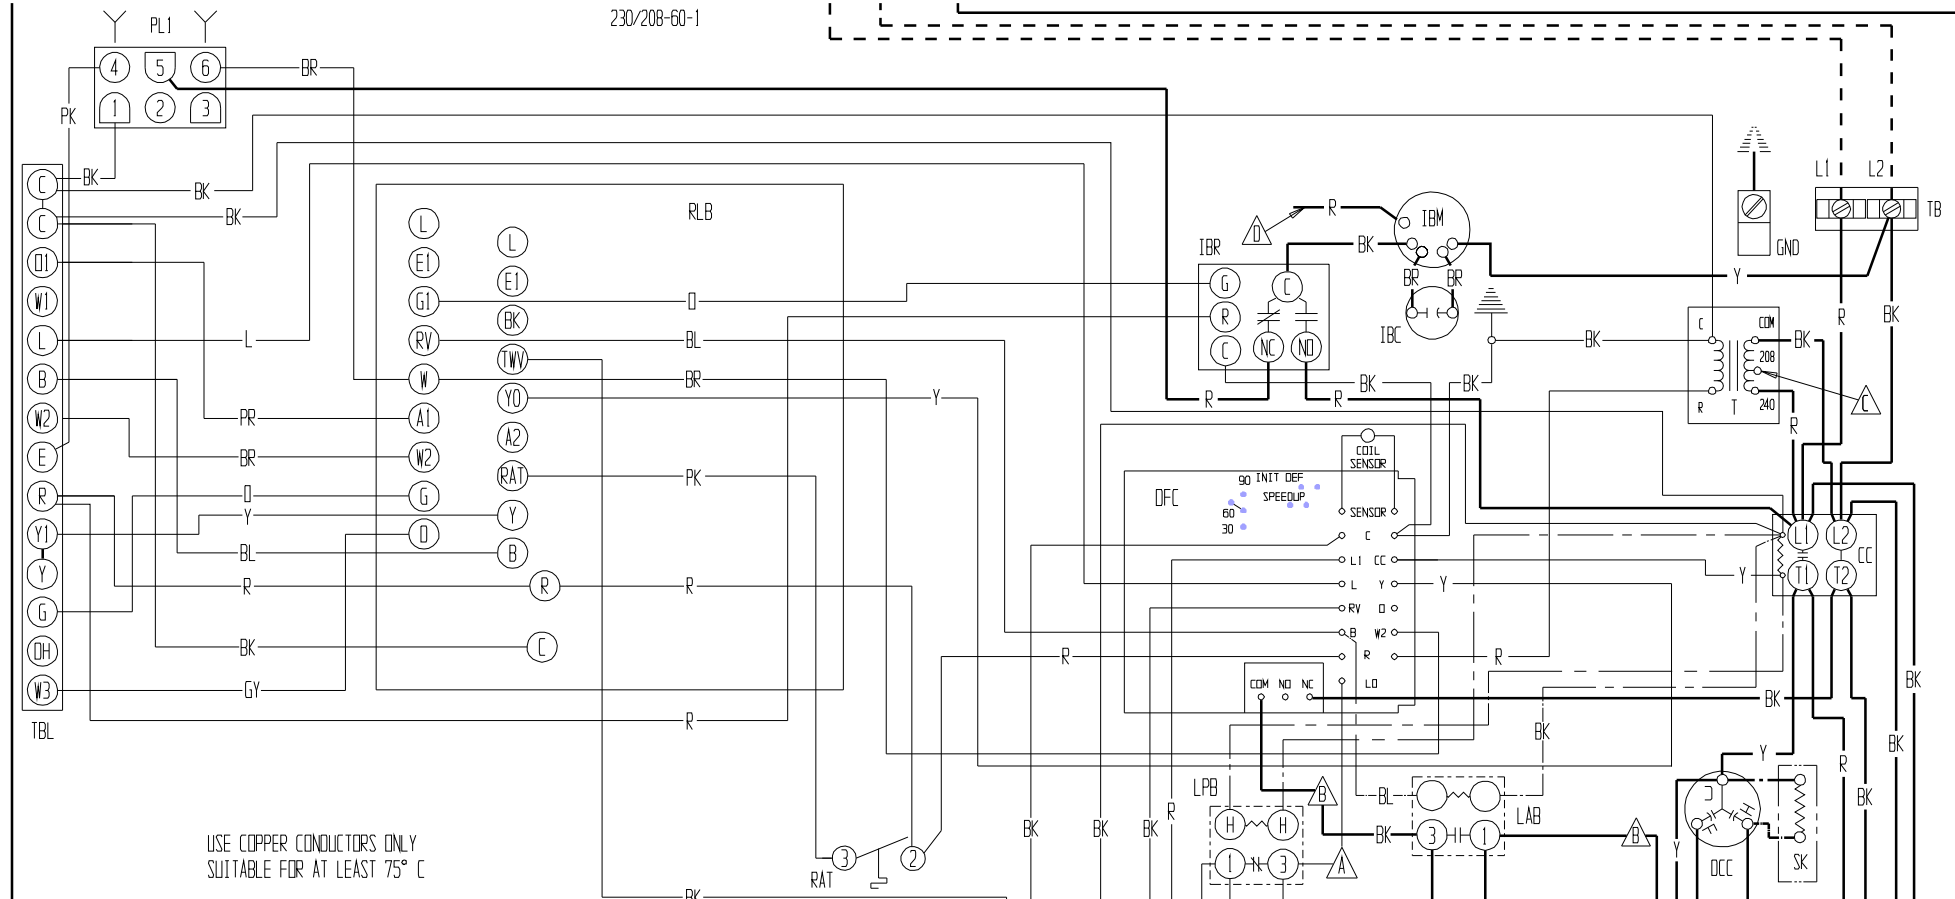 230/208-60-1
PL1
4
5
6
BR
1
2
3
PK
BK
C
BK
BK
C
O1
W1
L
L
B
W2
PR
E
BR
R
O
Y1
Y
Y
BL
G
R
OH
BK
W3
GY
TBL
RLB
L
E1
G1
RV
W
A1
W2
G
O
L
E1
BK
TWV
YO
A2
RAT
Y
B
R
C
O
BL
BR
Y
PK
R
R
R
RAT
3
2
BK
USE COPPER CONDUCTORS ONLY
SUITABLE FOR AT LEAST 75° C
D
R
IBM
BK
BR
BR
IBC
IBR
G
R
C
C
NC
NO
R
R
BK
BK
BK
Y
L1
L2
TB
GND
R
BK
C
COM
208
240
R
T
BK
C
R
COIL
SENSOR
DFC
90
INIT DEF
SPEEDUP
60
30
SENSOR
C
L1
CC
L
Y
RV
O
B
W2
R
LO
Y
R
COM
NO
NC
BK
L1
L2
T1
T2
CC
Y
BK
BK
BK
Y
R
BK
LPB
H
H
1
3
A
B
BL
BK
3
1
LAB
B
R
BK
BK
BK
Y
C
F
H
OCC
SK